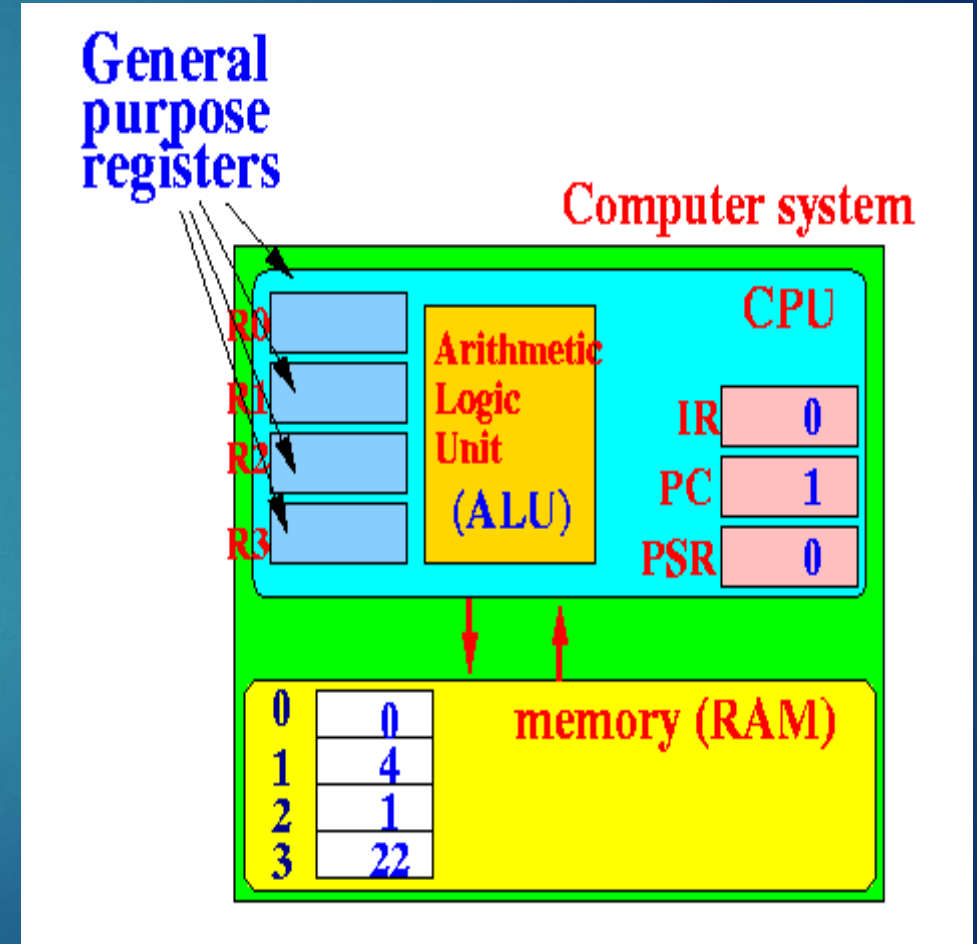 General
purpose
registers
Computer system
CPU
R0
R1
R2
R3
Arithmetic
Logic
Unit
(ALU)
IR 0
PC 1
PSR 0
memory (RAM)
0 0
1 4
2 1
3 22